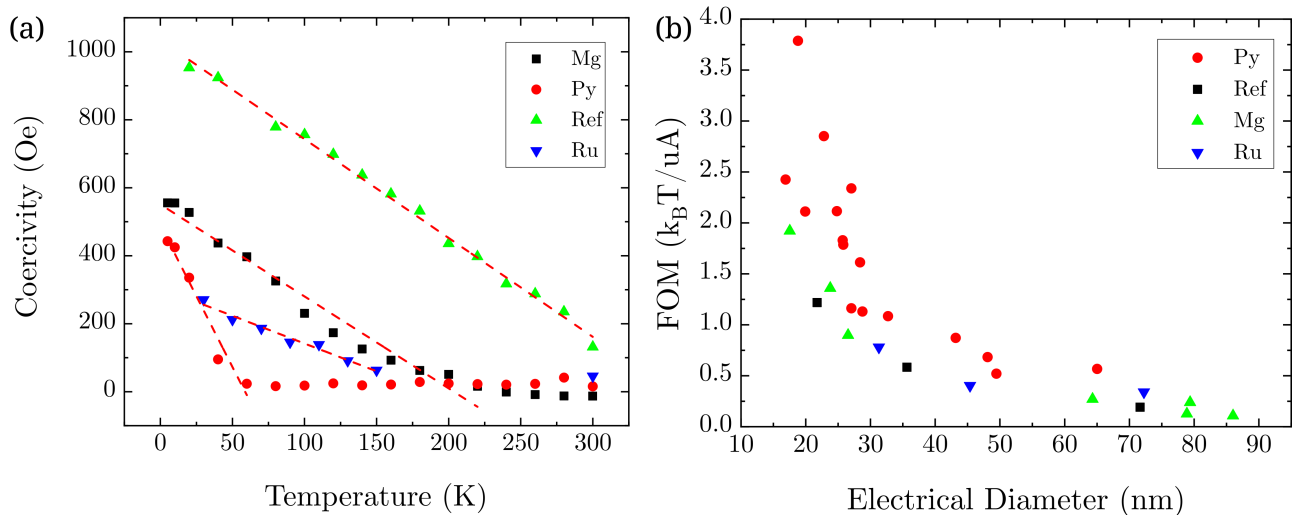 (a)
Coercivity (Oe)
1000
800
600
400
200
0
Mg
Py
Ref
Ru
0 50 100 150 200 250 300
Temperature (K)
(b)
FOM (k_BT/uA)
4.0
3.5
3.0
2.5
2.0
1.5
1.0
0.5
0.0
Py
Ref
Mg
Ru
10 20 30 40 50 60 70 80 90
Electrical Diameter (nm)